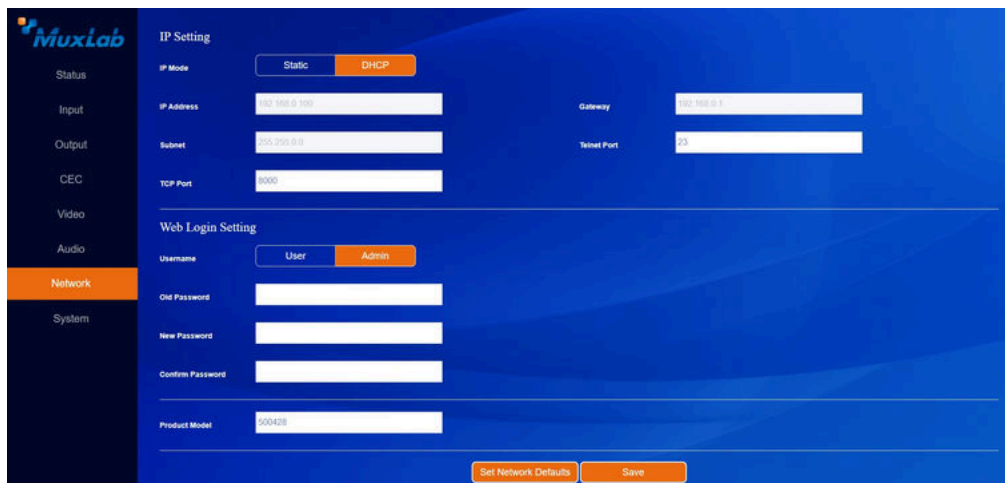 MuxLab
Status
Input
Output
CEC
Video
Audio
Network
System
IP Setting
IP Mode Static DHCP
IP Address 192.168.0.100 Gateway 192.168.0.1
Subnet 255.255.0.0 Telnet Port 23
TCP Port 8000
Web Login Setting
Username User Admin
Old Password
New Password
Confirm Password
Product Model 500428
Set Network Defaults Save